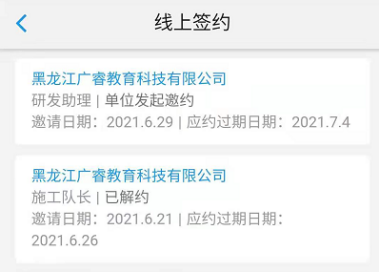 线上签约
黑龙江广睿教育科技有限公司
研发助理 | 单位发起邀约
邀请日期：2021.6.29 | 应约过期日期：2021.7.4
黑龙江广睿教育科技有限公司
施工队长 | 已解约
邀请日期：2021.6.21 | 应约过期日期：
2021.6.26